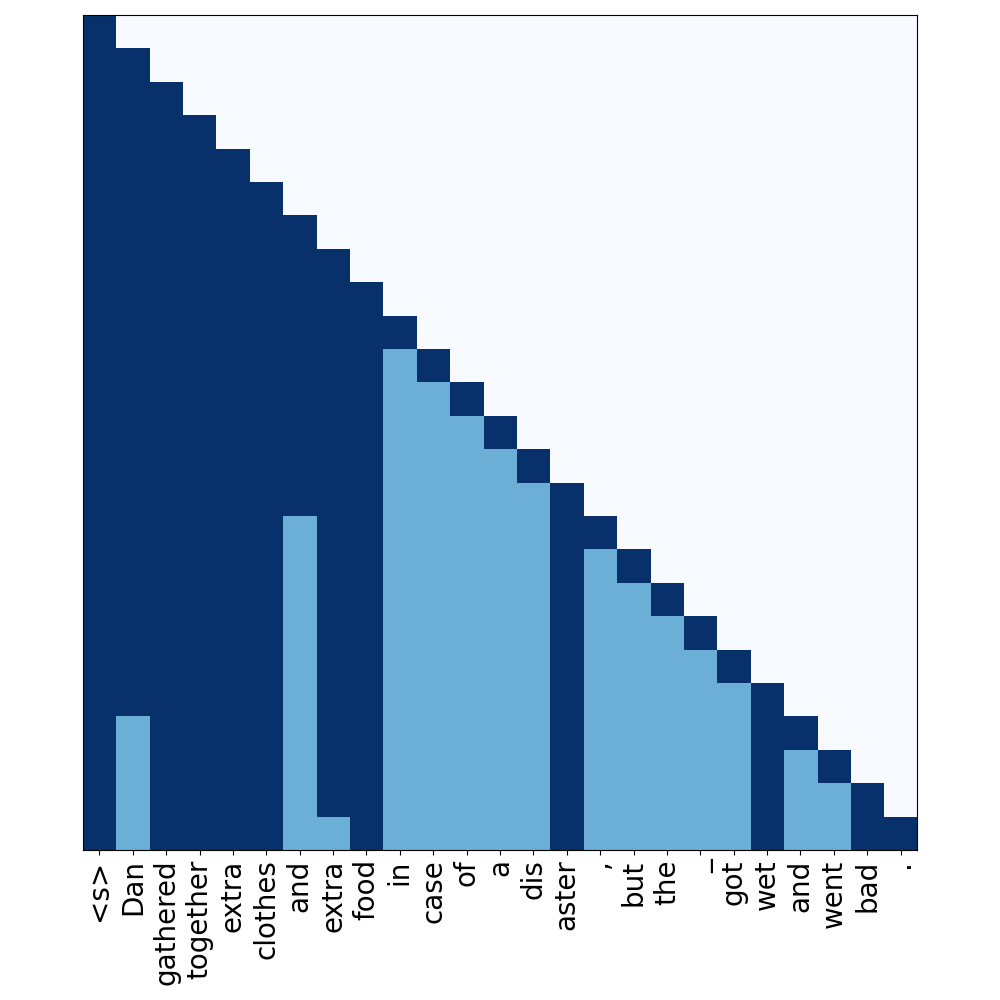 <s>
Dan
gathered
together
extra
clothes
and
extra
food
in
case
of
a
dis
aster
,
but
the
_
got
wet
and
went
bad
.